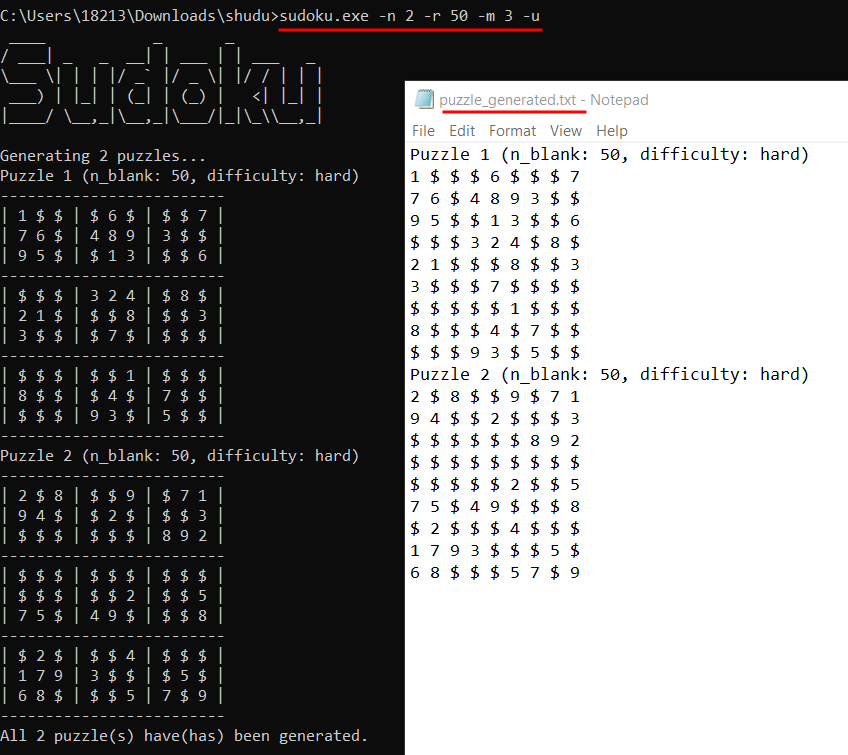 C:\Users\18213\Downloads\shudu>sudoku.exe -n 2 -r 50 -m 3 -u
Sudoku
Generating 2 puzzles...
Puzzle 1 (n_blank: 50, difficulty: hard)
-------------------------
| 1 $ $ | $ 6 $ | $ $ 7 |
| 7 6 $ | 4 8 9 | 3 $ $ |
| 9 5 $ | $ 1 3 | $ $ 6 |
-------------------------
| $ $ $ | 3 2 4 | $ 8 $ |
| 2 1 $ | $ $ 8 | $ $ 3 |
| 3 $ $ | $ 7 $ | $ $ $ |
-------------------------
| $ $ $ | $ $ 1 | $ $ $ |
| 8 $ $ | $ 4 $ | 7 $ $ |
| $ $ $ | 9 3 $ | 5 $ $ |
-------------------------
Puzzle 2 (n_blank: 50, difficulty: hard)
-------------------------
| 2 $ 8 | $ $ 9 | $ 7 1 |
| 9 4 $ | $ 2 $ | $ $ 3 |
| $ $ $ | $ $ $ | 8 9 2 |
-------------------------
| $ $ $ | $ $ $ | $ $ $ |
| $ $ $ | $ $ 2 | $ $ 5 |
| 7 5 $ | 4 9 $ | $ $ 8 |
-------------------------
| $ 2 $ | $ $ 4 | $ $ $ |
| 1 7 9 | 3 $ $ | $ 5 $ |
| 6 8 $ | $ $ 5 | 7 $ 9 |
-------------------------
All 2 puzzle(s) have(has) been generated.
puzzle_generated.txt - Notepad
File Edit Format View Help
Puzzle 1 (n_blank: 50, difficulty: hard)
1 $ $ $ 6 $ $ $ 7
7 6 $ 4 8 9 3 $ $
9 5 $ $ 1 3 $ $ 6
$ $ $ 3 2 4 $ 8 $
2 1 $ $ $ 8 $ $ 3
3 $ $ $ 7 $ $ $ $
$ $ $ $ $ 1 $ $ $
8 $ $ $ 4 $ 7 $ $
$ $ $ 9 3 $ 5 $ $
Puzzle 2 (n_blank: 50, difficulty: hard)
2 $ 8 $ $ 9 $ 7 1
9 4 $ $ 2 $ $ $ 3
$ $ $ $ $ $ 8 9 2
$ $ $ $ $ $ $ $ $
$ $ $ $ $ 2 $ $ 5
7 5 $ 4 9 $ $ $ 8
$ 2 $ $ $ 4 $ $ $
1 7 9 3 $ $ $ 5 $
6 8 $ $ $ 5 7 $ 9